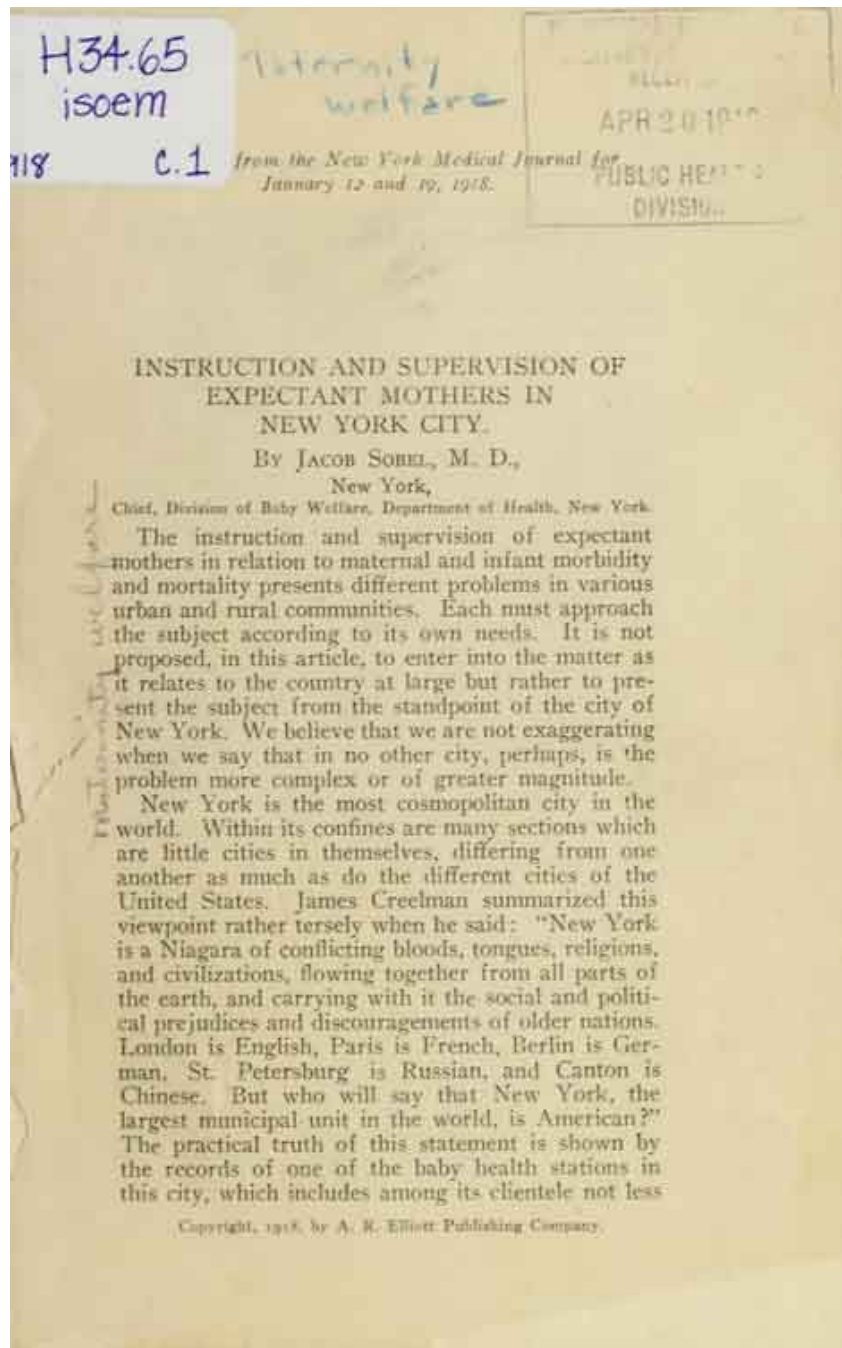 H34.65
isoem
918 C.1
Maternity
welfare
APR 20 19
PUBLIC HE
DIVISIO
from the New York Medical Journal for
January 12 and 19, 1918.
INSTRUCTION AND SUPERVISION OF
EXPECTANT MOTHERS IN
NEW YORK CITY.
By Jacob Sobel, M. D.,
New York,
Chief, Division of Baby Welfare, Department of Health, New York.
The instruction and supervision of expectant
mothers in relation to maternal and infant morbidity
and mortality presents different problems in various
urban and rural communities. Each must approach
the subject according to its own needs. It is not
proposed, in this article, to enter into the matter as
it relates to the country at large but rather to pre-
sent the subject from the standpoint of the city of
New York. We believe that we are not exaggerating
when we say that in no other city, perhaps, is the
problem more complex or of greater magnitude.
New York is the most cosmopolitan city in the
world. Within its confines are many sections which
are little cities in themselves, differing from one
another as much as do the different cities of the
United States. James Creelman summarized this
viewpoint rather tersely when he said: "New York
is a Niagara of conflicting bloods, tongues, religions,
and civilizations, flowing together from all parts of
the earth, and carrying with it the social and politi-
cal prejudices and discouragements of older nations.
London is English, Paris is French, Berlin is Ger-
man, St. Petersburg is Russian, and Canton is
Chinese. But who will say that New York, the
largest municipal unit in the world, is American?"
The practical truth of this statement is shown by
the records of one of the baby health stations in
this city, which includes among its clientele not less
Copyright, 1918, by A. R. Elliott Publishing Company.